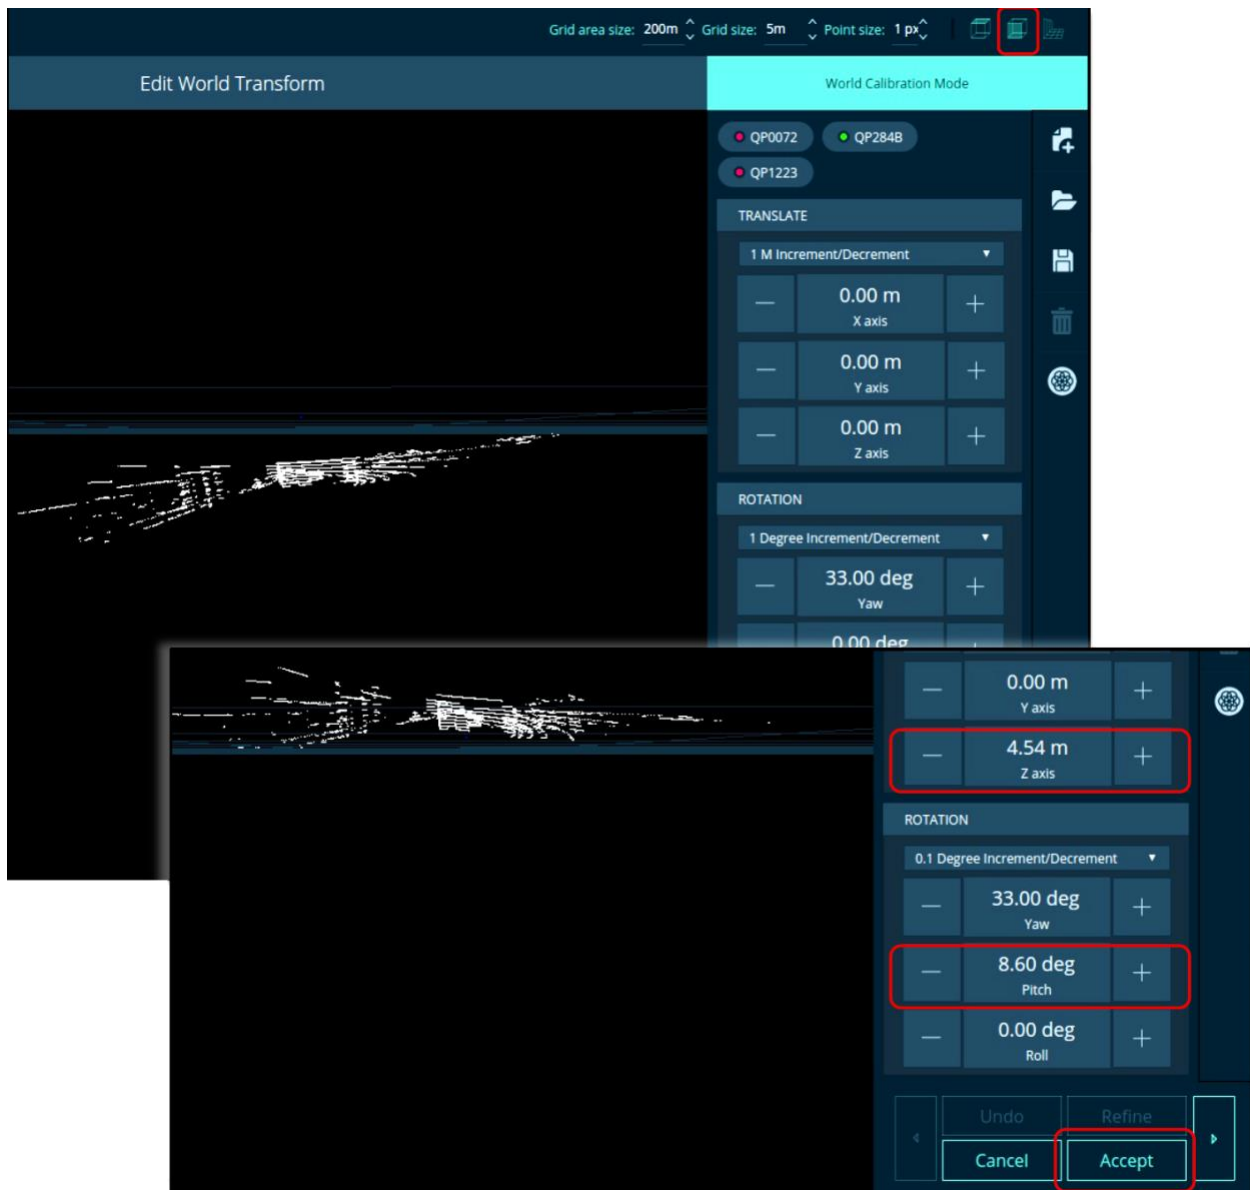 Grid area size: 200m Grid size: 5m Point size: 1 px
Edit World Transform
World Calibration Mode
QP0072 QP284B
QP1223
TRANSLATE
1 M Increment/Decrement
0.00 m
X axis
0.00 m
Y axis
0.00 m
Z axis
ROTATION
1 Degree Increment/Decrement
33.00 deg
Yaw
0.00 deg
0.00 m
Y axis
4.54 m
Z axis
ROTATION
0.1 Degree Increment/Decrement
33.00 deg
Yaw
8.60 deg
Pitch
0.00 deg
Roll
Undo Refine
Cancel Accept